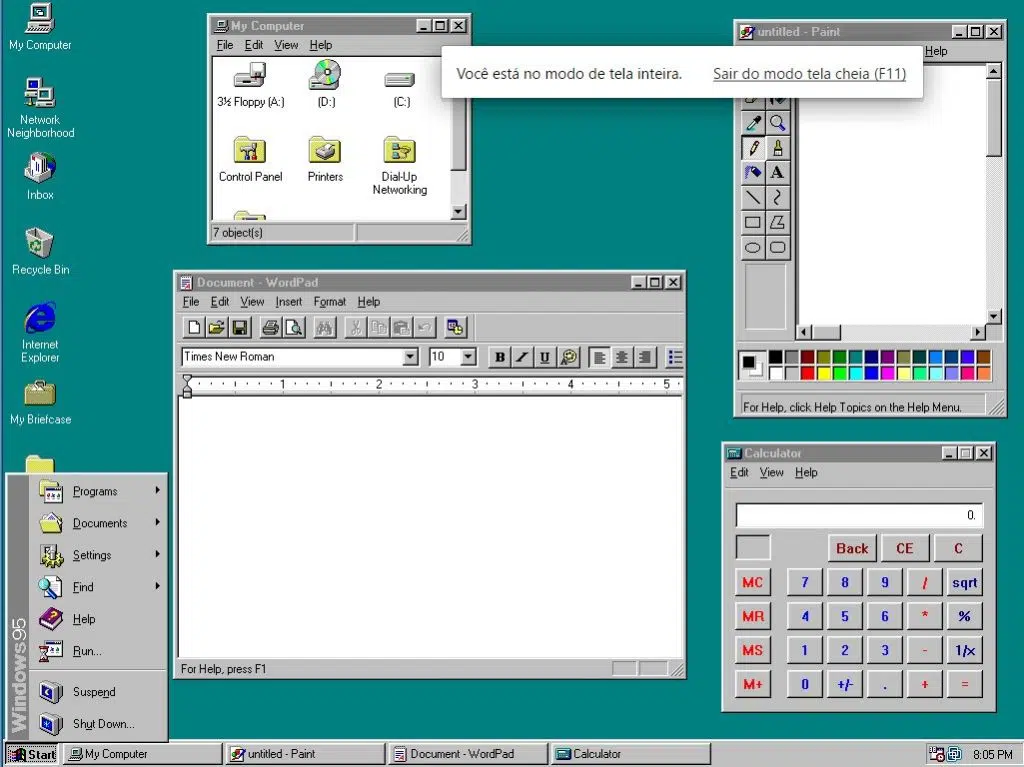 My Computer
Network
Neighborhood
Inbox
Recycle Bin
Internet
Explorer
My Briefcase
My Computer
File Edit View Help
3½ Floppy (A:) (D:) (C:)
Control Panel Printers Dial-Up
Networking
7 object(s)
Você está no modo de tela inteira. Sair do modo tela cheia (F11)
untitled - Paint
Help
A
For Help, click Help Topics on the Help Menu.
Document - WordPad
File Edit View Insert Format Help
Times New Roman 10 B I U
1 2 3 4 5
For Help, press F1
Calculator
Edit View Help
0.
Back CE C
MC 7 8 9 / sqrt
MR 4 5 6 * %
MS 1 2 3 - 1/x
M+ 0 +/- . + =
Windows95
Programs
Documents
Settings
Find
Help
Run...
Suspend
Shut Down...
Start My Computer untitled - Paint Document - WordPad Calculator 8:05 PM